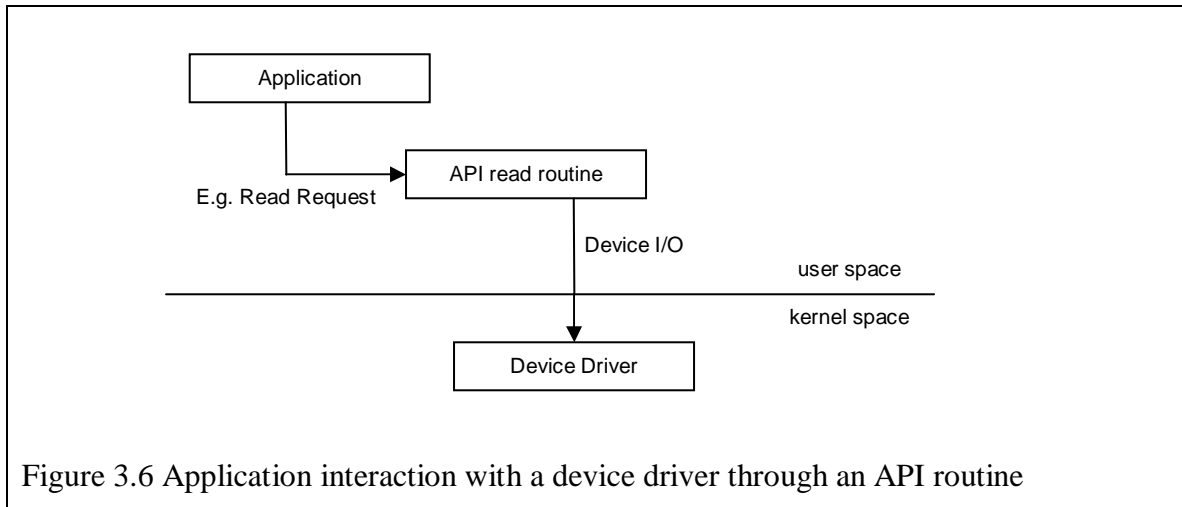 Application
API read routine
E.g. Read Request
Device I/O
user space
kernel space
Device Driver
Figure 3.6 Application interaction with a device driver through an API routine